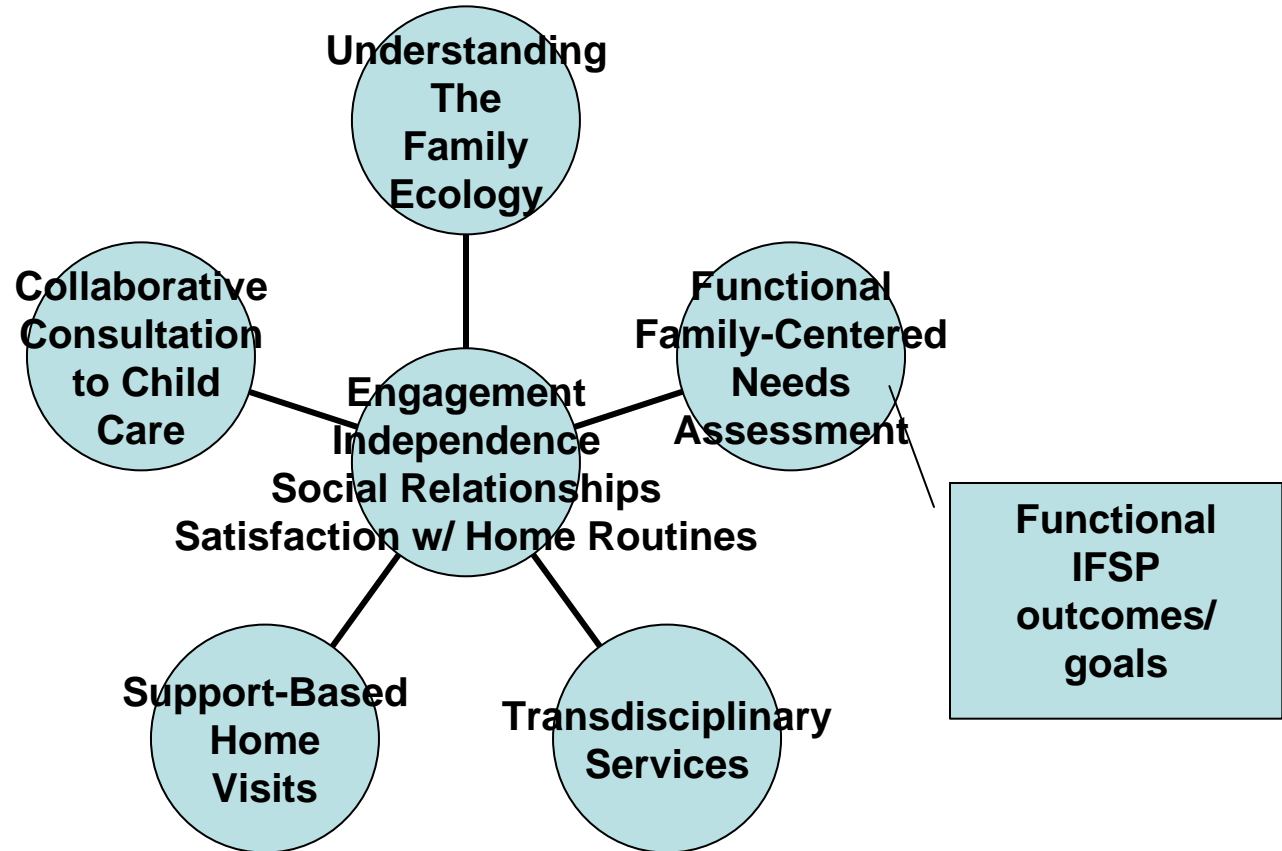 Understanding
The
Family
Ecology
Collaborative
Consultation
to Child
Care
Functional
Family-Centered
Needs
Assessment
Engagement
Independence
Social Relationships
Satisfaction w/ Home Routines
Functional
IFSP
outcomes/
goals
Support-Based
Home
Visits
Transdisciplinary
Services